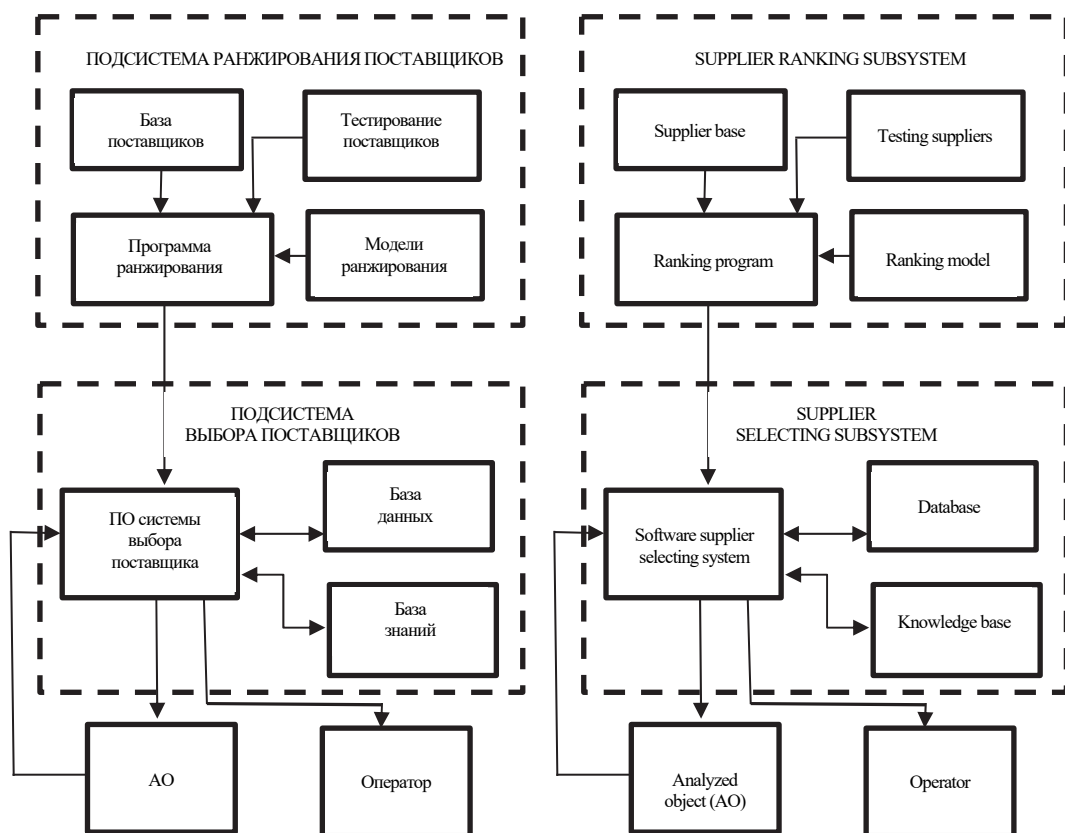 ПОДСИСТЕМА РАНЖИРОВАНИЯ ПОСТАВЩИКОВ
База
поставщиков
Тестирование
поставщиков
Программа
ранжирования
Модели
ранжирования
ПОДСИСТЕМА
ВЫБОРА ПОСТАВЩИКОВ
ПО системы
выбора
поставщика
База
данных
База
знаний
АО
Оператор
SUPPLIER RANKING SUBSYSTEM
Supplier base
Testing suppliers
Ranking program
Ranking model
SUPPLIER
SELECTING SUBSYSTEM
Software supplier
selecting system
Database
Knowledge base
Analyzed
object (AO)
Operator